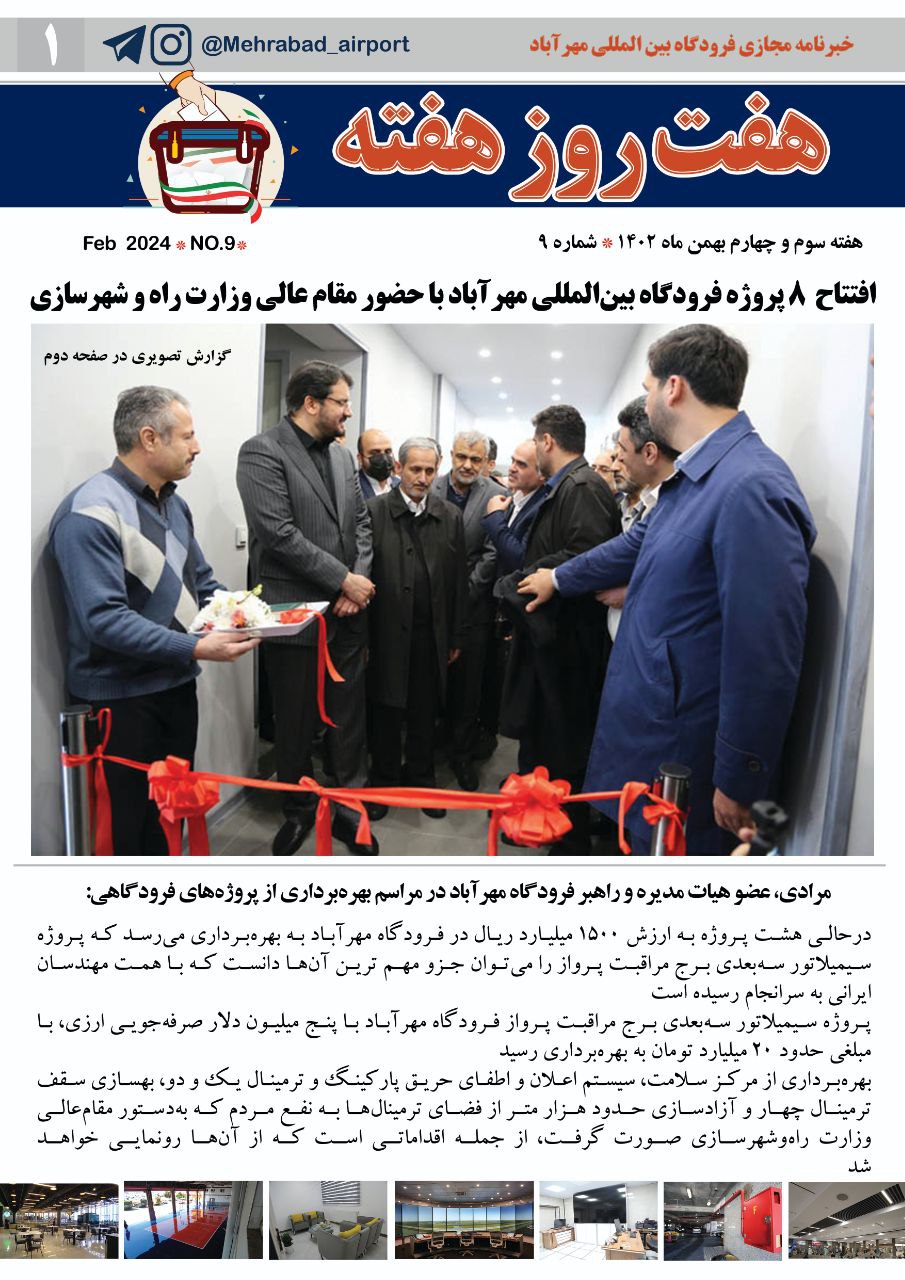 خبرنامه مجازی فرودگاه بین المللی مهرآباد
@Mehrabad_airport
۱
هفت روز هفته
هفته سوم و چهارم بهمن ماه ۱۴۰۲ * شماره ۹
Feb 2024 * NO.9*
افتتاح ۸ پروژه فرودگاه بین‌المللی مهرآباد با حضور مقام عالی وزارت راه و شهرسازی
گزارش تصویری در صفحه دوم
مرادی، عضو هیات مدیره و راهبر فرودگاه مهرآباد در مراسم بهره‌برداری از پروژه‌های فرودگاهی:
درحالی هشت پروژه به ارزش ۱۵۰۰ میلیارد ریال در فرودگاه مهرآباد به بهره‌برداری می‌رسد که پروژه
سیمیلاتور سه‌بعدی برج مراقبت پرواز را می‌توان جزو مهم ترین آن‌ها دانست که با همت مهندسان
ایرانی به سرانجام رسیده است
پروژه سیمیلاتور سه‌بعدی برج مراقبت پرواز فرودگاه مهرآباد با پنج میلیون دلار صرفه‌جویی ارزی، با
مبلغی حدود ۲۰ میلیارد تومان به بهره‌برداری رسید
بهره‌برداری از مرکز سلامت، سیستم اعلان و اطفای حریق پارکینگ و ترمینال یک و دو، بهسازی سقف
ترمینال چهار و آزادسازی حدود هزار متر از فضای ترمینال‌ها به نفع مردم که به‌دستور مقام‌عالی
وزارت راه‌وشهرسازی صورت گرفت، از جمله اقداماتی است که از آن‌ها رونمایی خواهد
شد